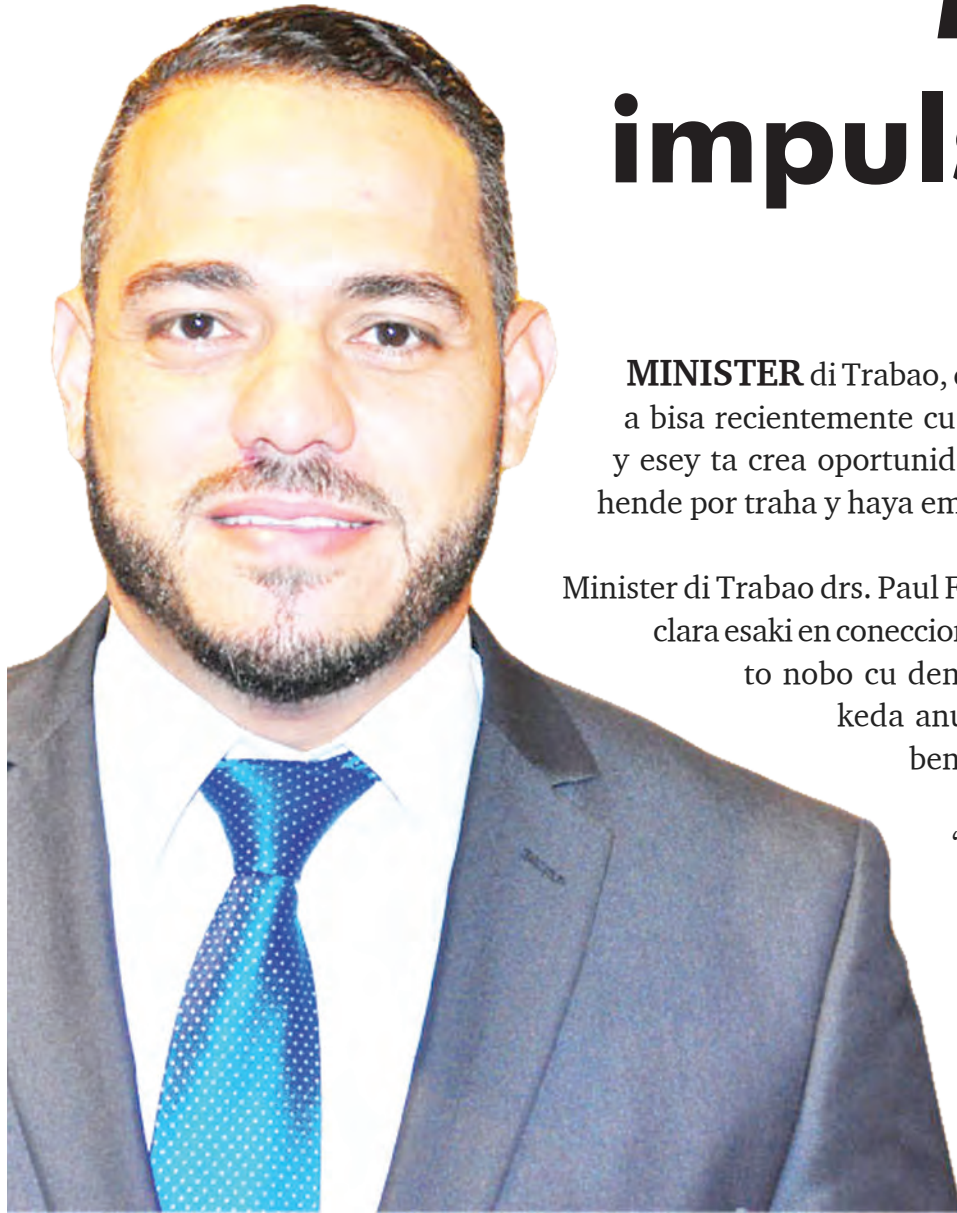 impuls
MINISTER di Trabao,
a bisa recientemente cu
y esey ta crea oportunid
hende por traha y haya em
Minister di Trabao drs. Paul
clara esaki en coneccion
to nobo cu den
keda anu
ben